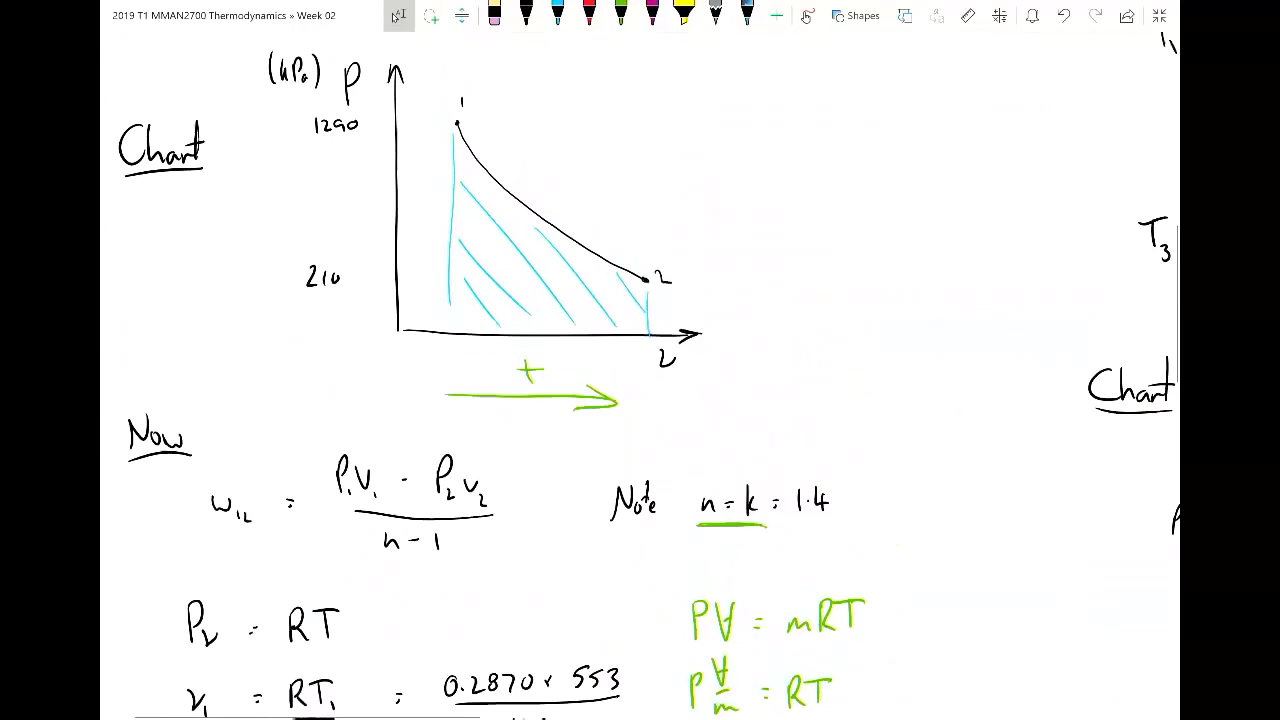 2019 T1 MMAN2700 Thermodynamics » Week 02
Shapes
(kPa) P
1
1290
Chart
T3
210
2
v
+
Chart
Now
w12 = P1v1 - P2v2
n - 1
Note n = k = 1.4
Pv = RT
PV = mRT
v1 = RT1 = 0.2870 × 553
P V/m = RT